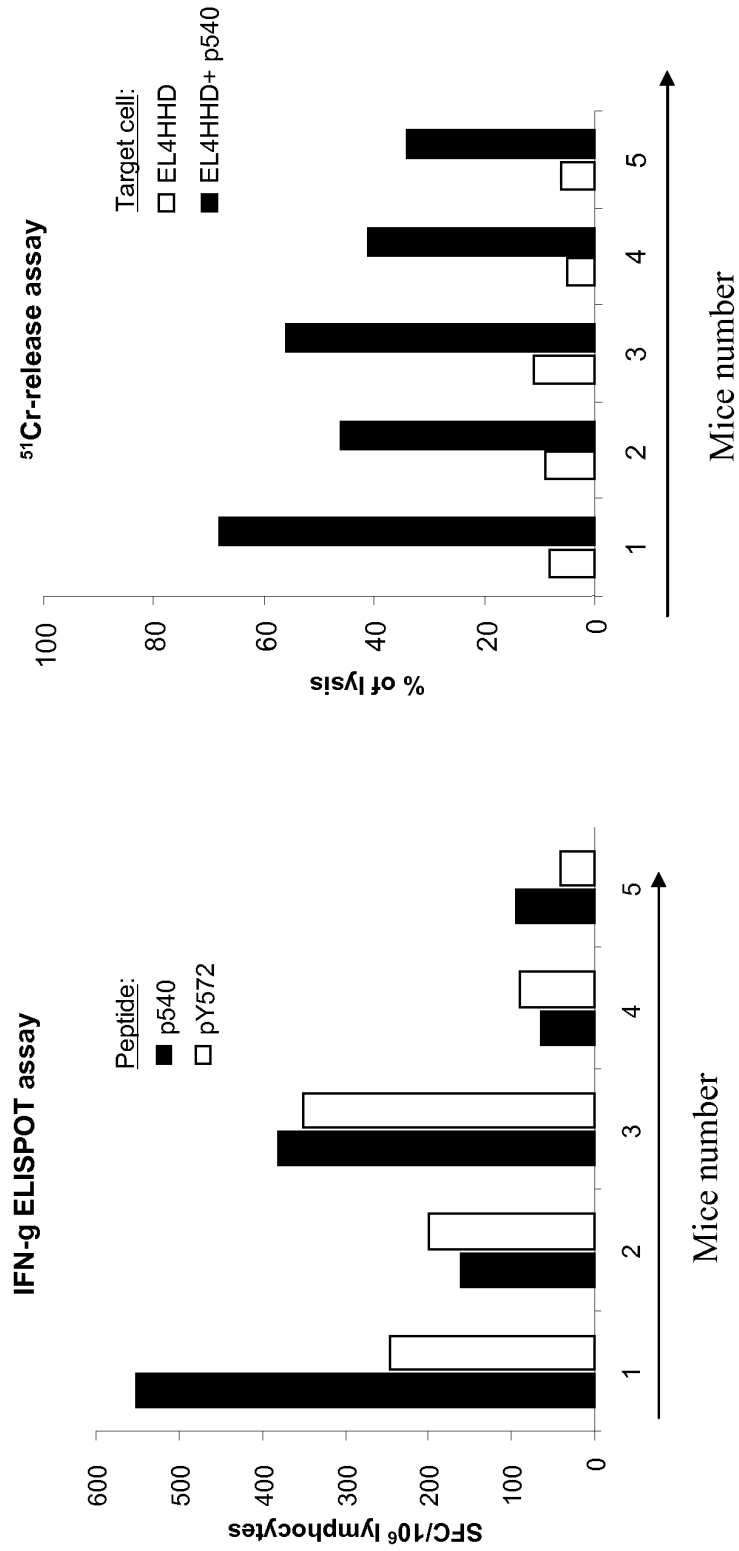 IFN-g ELISPOT assay
Peptide:
p540
pY572
SFC/10⁶ lymphocytes
600
500
400
300
200
100
0
1 2 3 4 5
Mice number
⁵¹Cr-release assay
Target cell:
EL4HHD
EL4HHD+ p540
% of lysis
100
80
60
40
20
0
1 2 3 4 5
Mice number